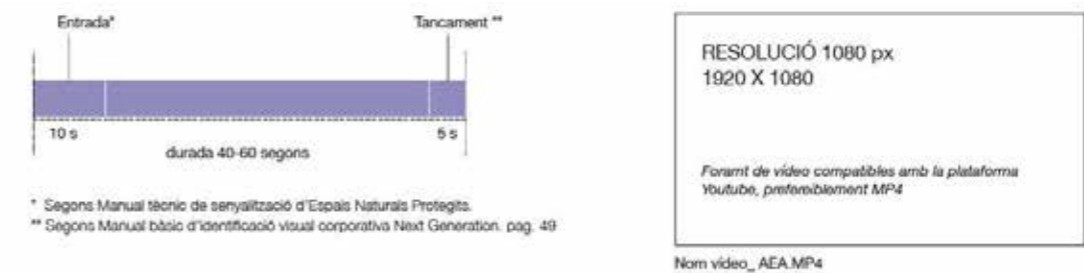 Entrada*
Tancament **
10 s
5 s
durada 40-60 segons
* Segons Manual tècnic de senyalització d'Espais Naturals Protegits.
** Segons Manual bàsic d'identificació visual corporativa Next Generation. pag. 49
RESOLUCIÓ 1080 px
1920 X 1080
Foramt de vídeo compatibles amb la plataforma
Youtube, prefereiblement MP4
Nom vídeo_ AEA.MP4